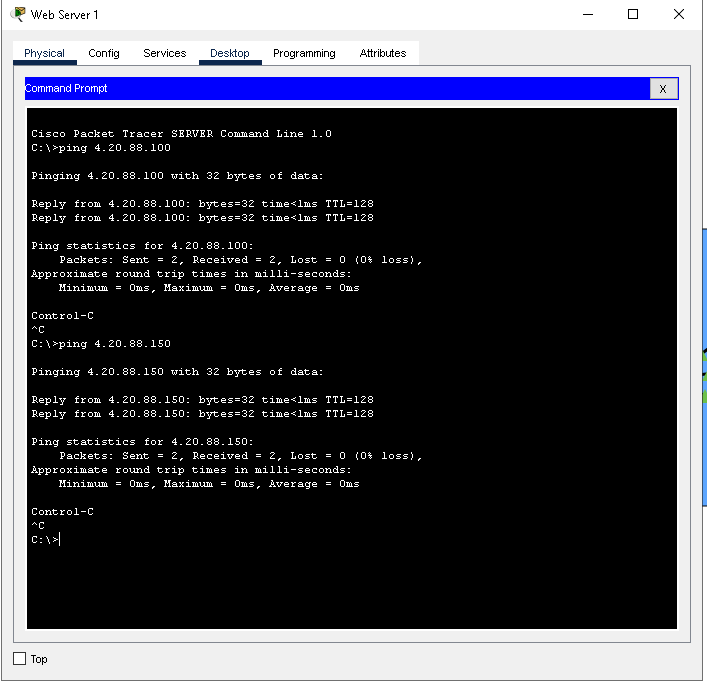 Web Server 1
Physical Config Services Desktop Programming Attributes
Command Prompt X
Cisco Packet Tracer SERVER Command Line 1.0
C:\>ping 4.20.88.100
Pinging 4.20.88.100 with 32 bytes of data:
Reply from 4.20.88.100: bytes=32 time<1ms TTL=128
Reply from 4.20.88.100: bytes=32 time<1ms TTL=128
Ping statistics for 4.20.88.100:
Packets: Sent = 2, Received = 2, Lost = 0 (0% loss),
Approximate round trip times in milli-seconds:
Minimum = 0ms, Maximum = 0ms, Average = 0ms
Control-C
^C
C:\>ping 4.20.88.150
Pinging 4.20.88.150 with 32 bytes of data:
Reply from 4.20.88.150: bytes=32 time<1ms TTL=128
Reply from 4.20.88.150: bytes=32 time<1ms TTL=128
Ping statistics for 4.20.88.150:
Packets: Sent = 2, Received = 2, Lost = 0 (0% loss),
Approximate round trip times in milli-seconds:
Minimum = 0ms, Maximum = 0ms, Average = 0ms
Control-C
^C
C:\>
Top